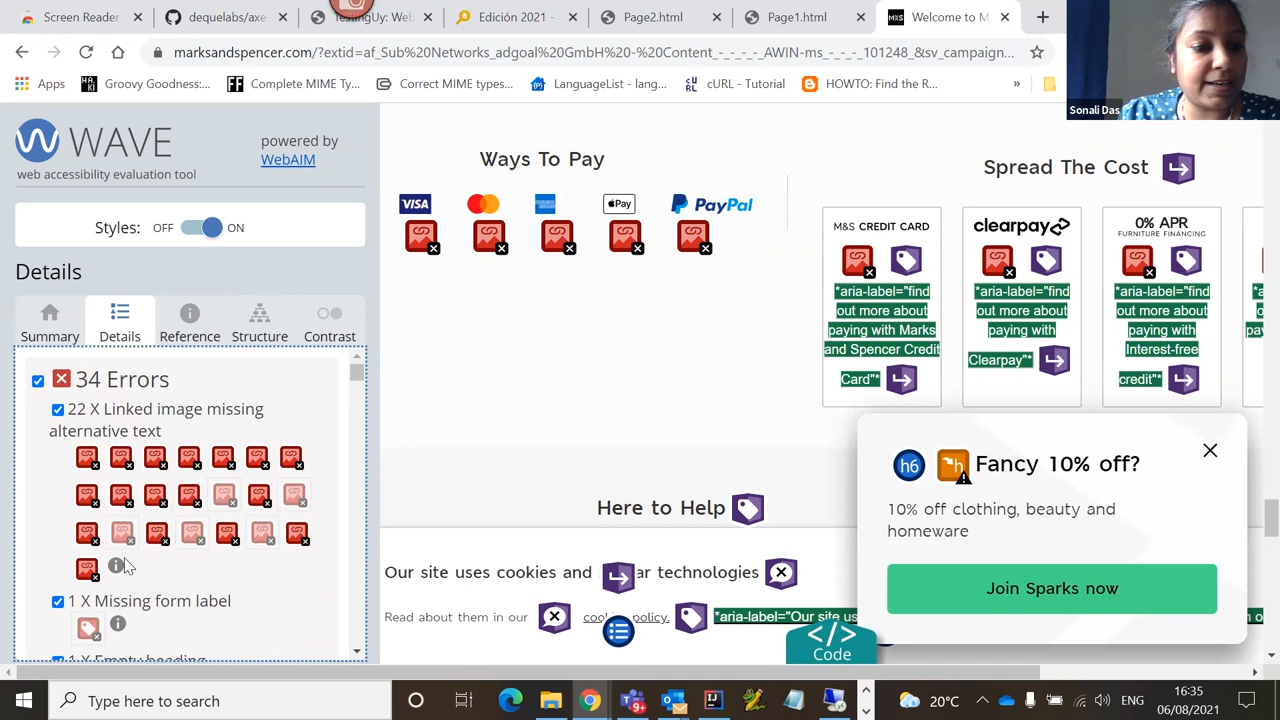 Screen Reader
dequelabs/axe-
TestingUy: Web
Edición 2021 -
Page2.html
Page1.html
M&S
Welcome to M
marksandspencer.com/?extid=af_Sub%20Networks_adgoal%20GmbH%20-%20Content_-_-_-_-_AWIN-ms_-_-_-_101248_&sv_campaign...
Apps
Groovy Goodness:...
Complete MIME Ty...
Correct MIME types...
LanguageList - lang...
cURL - Tutorial
HOWTO: Find the R...
»
Sonali Das
WAVE
web accessibility evaluation tool
powered by
WebAIM
Styles: OFF ON
Details
Summary
Details
Reference
Structure
Contrast
34 Errors
22 X Linked image missing
alternative text
1 X Missing form label
1 X Empty heading
Ways To Pay
VISA
Pay
PayPal
Spread The Cost
M&S CREDIT CARD
*aria-label="find
out more about
paying with Marks
and Spencer Credit
Card"*
clearpay
*aria-label="find
out more about
paying with
Clearpay"*
0% APR
FURNITURE FINANCING
*aria-label="find
out more about
paying with
Interest-free
credit"*
Here to Help
h6
Fancy 10% off?
10% off clothing, beauty and
homeware
Join Sparks now
Our site uses cookies and ar technologies
Read about them in our
policy.
*aria-label="Our site us
</>
Code
Type here to search
9+
20°C
ENG
16:35
06/08/2021